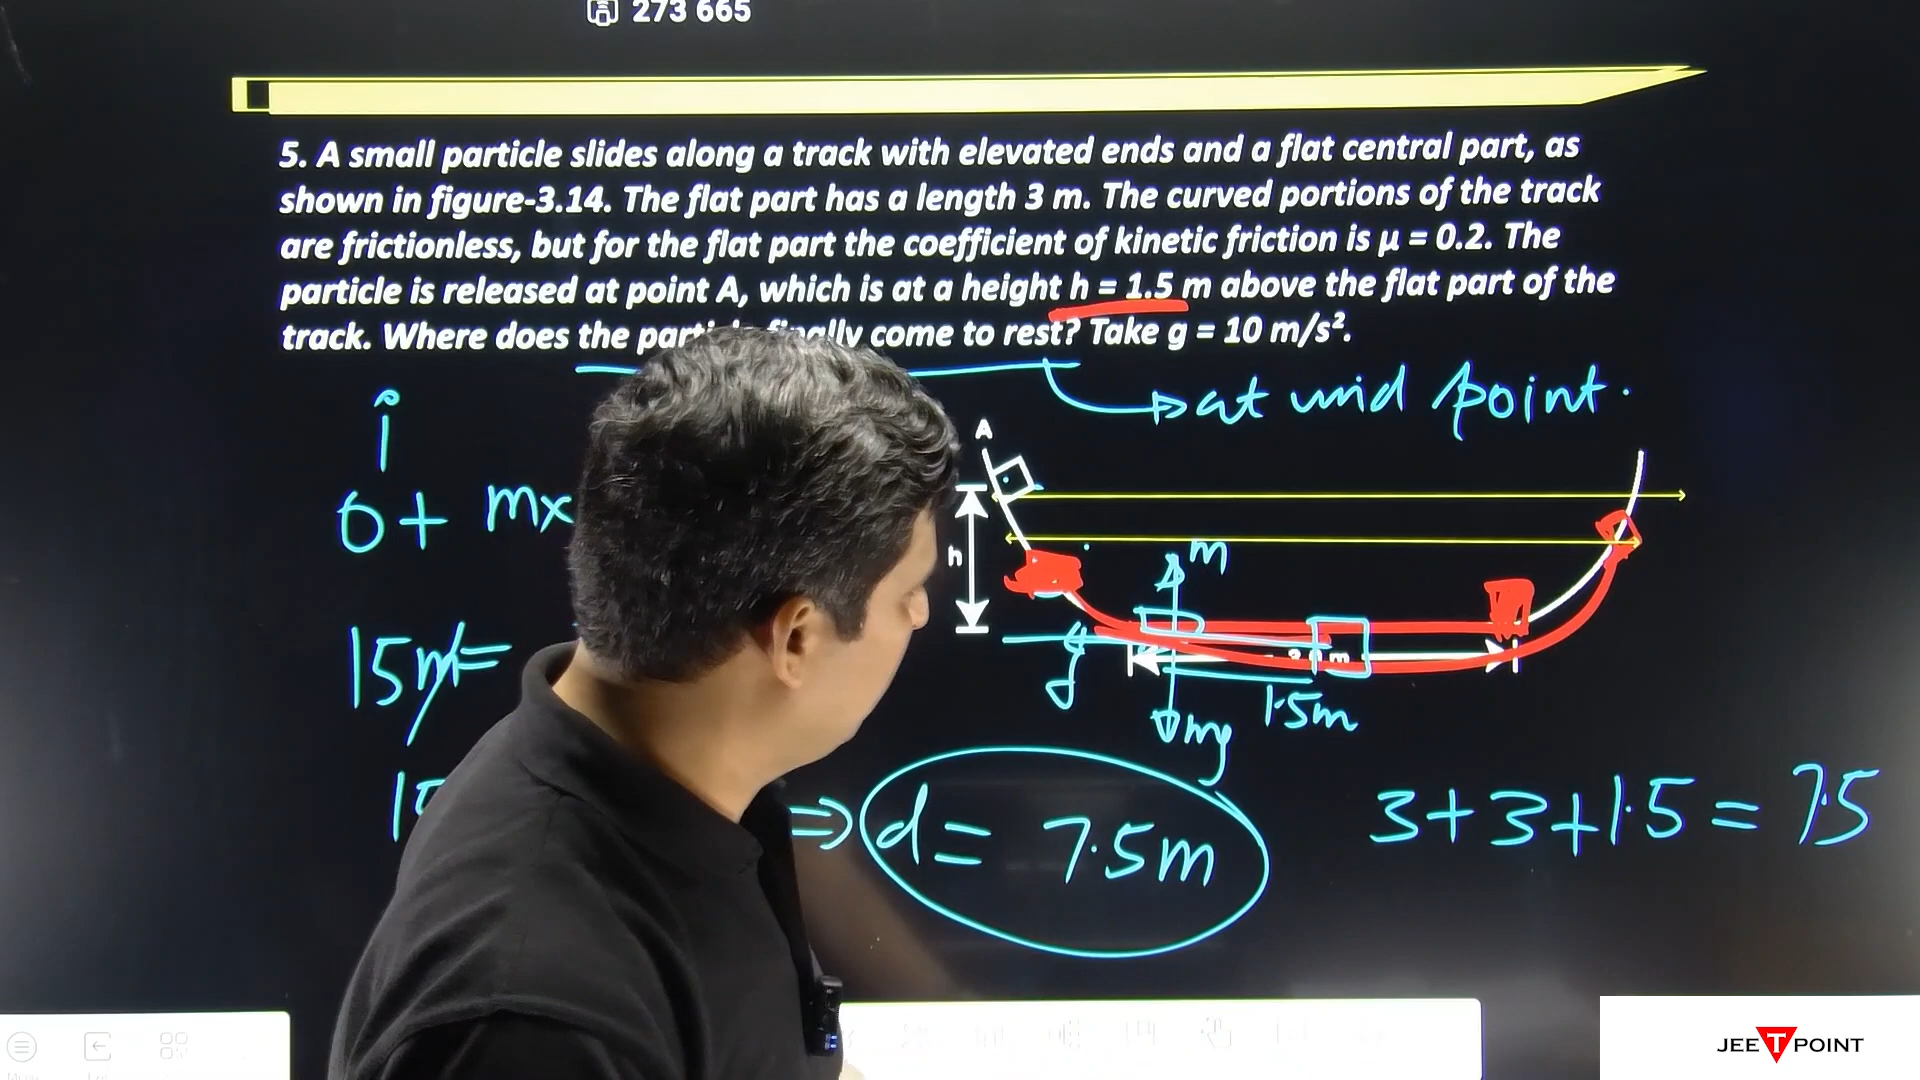 273 665
5. A small particle slides along a track with elevated ends and a flat central part, as
shown in figure-3.14. The flat part has a length 3 m. The curved portions of the track
are frictionless, but for the flat part the coefficient of kinetic friction is μ = 0.2. The
particle is released at point A, which is at a height h = 1.5 m above the flat part of the
track. Where does the finally come to rest? Take g = 10 m/s².
at mid point.
A
0 + mx
h
m
15m =
1.5m
mg
15
⇒ d = 7.5m
3+3+1.5 = 7.5
JEE T POINT